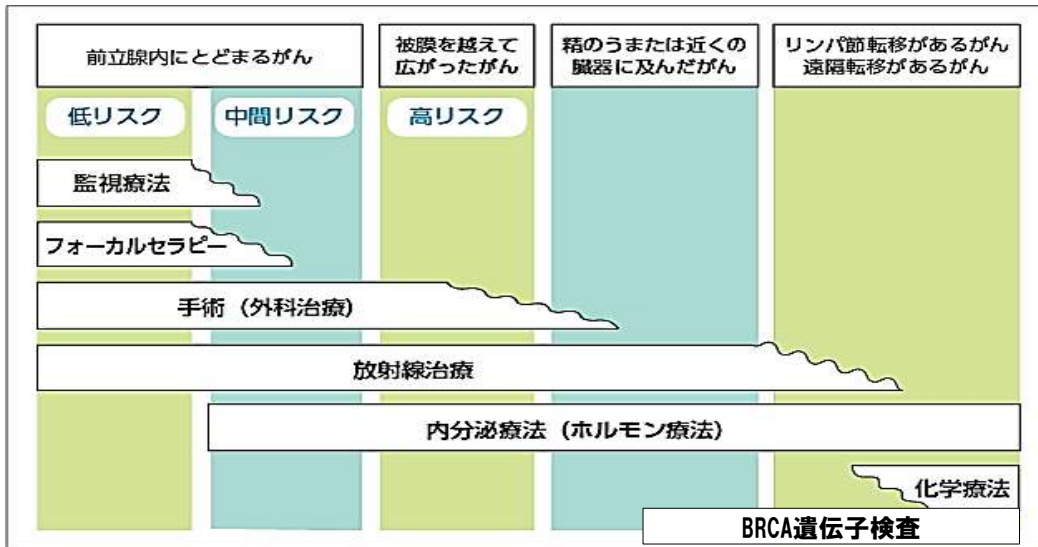 前立腺内にとどまるがん
被膜を越えて
広がったがん
精のうまたは近くの
臓器に及んだがん
リンパ節転移があるがん
遠隔転移があるがん
低リスク
中間リスク
高リスク
監視療法
フォーカルセラピー
手術（外科治療）
放射線治療
内分泌療法（ホルモン療法）
化学療法
BRCA遺伝子検査